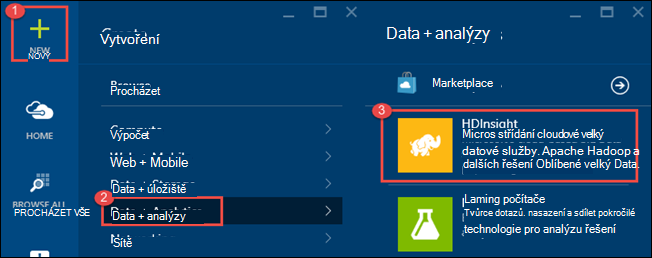 1
NEW
NOVÝ
HOME
BROWSE ALL
PROCHÁZET VŠE
Vytvoření
Procházet
Výpočet
Web + Mobile
Data + úložiště
2
Data + analýzy
Sítě
Data + analýzy
Marketplace
3
HDInsight
Micros střídání cloudové velký
datové služby. Apache Hadoop a
dalších řešení Oblíbené velký Data.
Laming počítače
Tvůrce dotazů. nasazení a sdílet pokročilé
technologie pro analýzu řešení